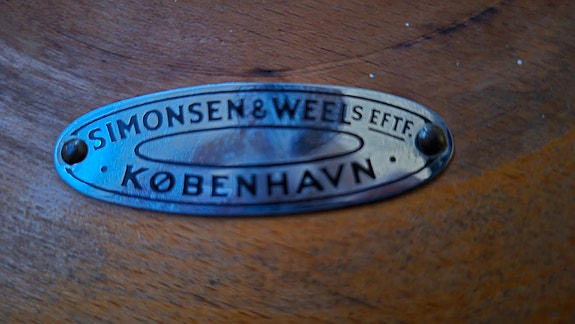 SIMONSEN & WEELS EFTF.
· KØBENHAVN ·